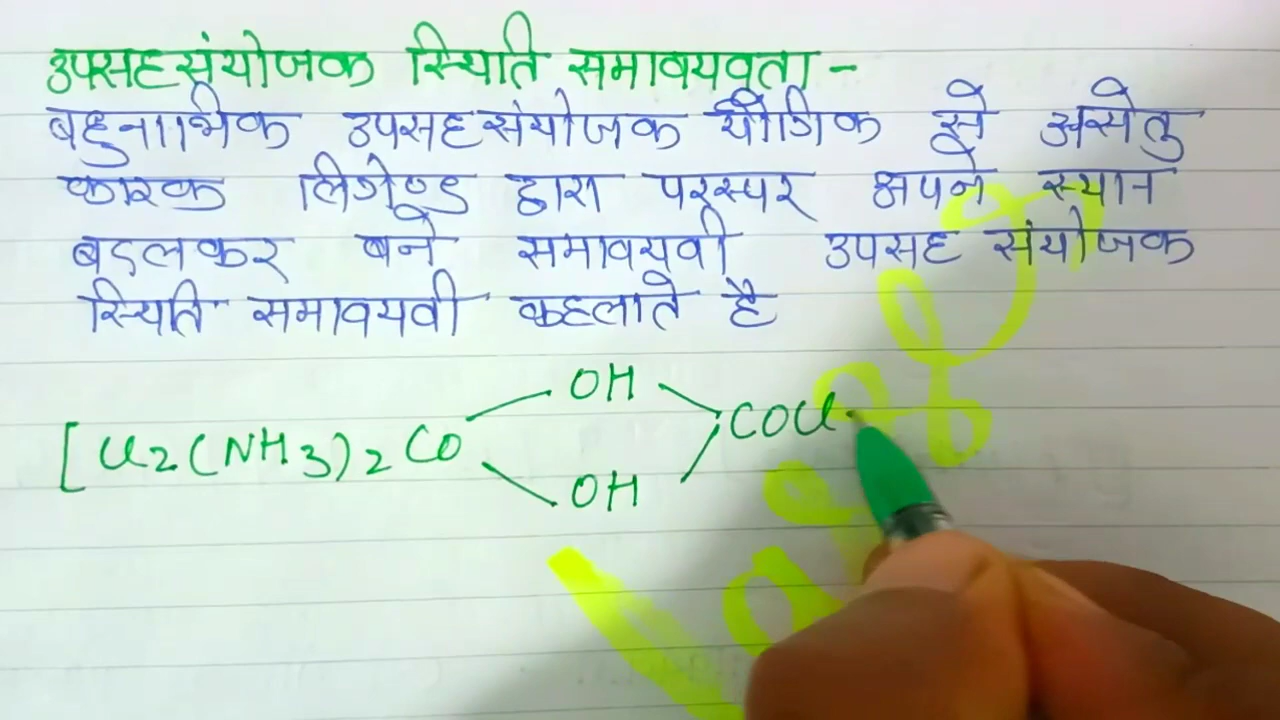 उपसहसंयोजक स्थिति समावयवता -
बहुनाभिक उपसहसंयोजक यौगिक से असेतु
कारक लिगेण्ड द्वारा परस्पर अपने स्थान
बदलकर बने समावयवी उपसह संयोजक
स्थिति समावयवी कहलाते है
OH
[Cl2(NH3)2Co COCl
OH